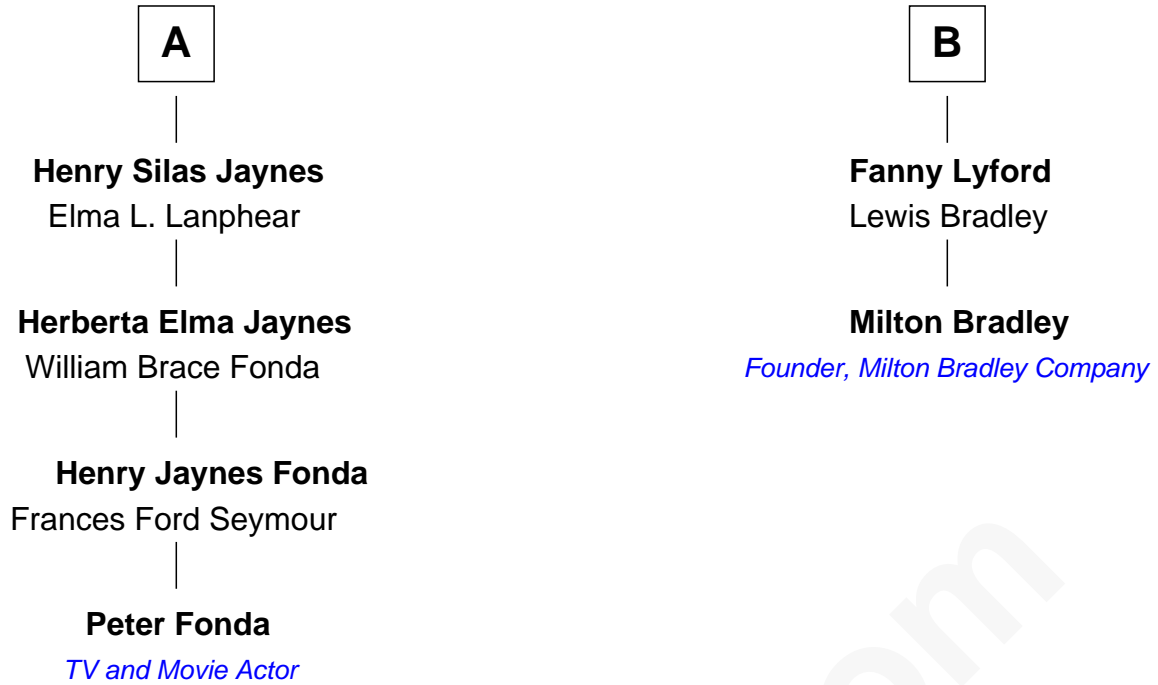 A
Henry Silas Jaynes
Elma L. Lanphear
Herberta Elma Jaynes
William Brace Fonda
Henry Jaynes Fonda
Frances Ford Seymour
Peter Fonda
TV and Movie Actor
B
Fanny Lyford
Lewis Bradley
Milton Bradley
Founder, Milton Bradley Company
om